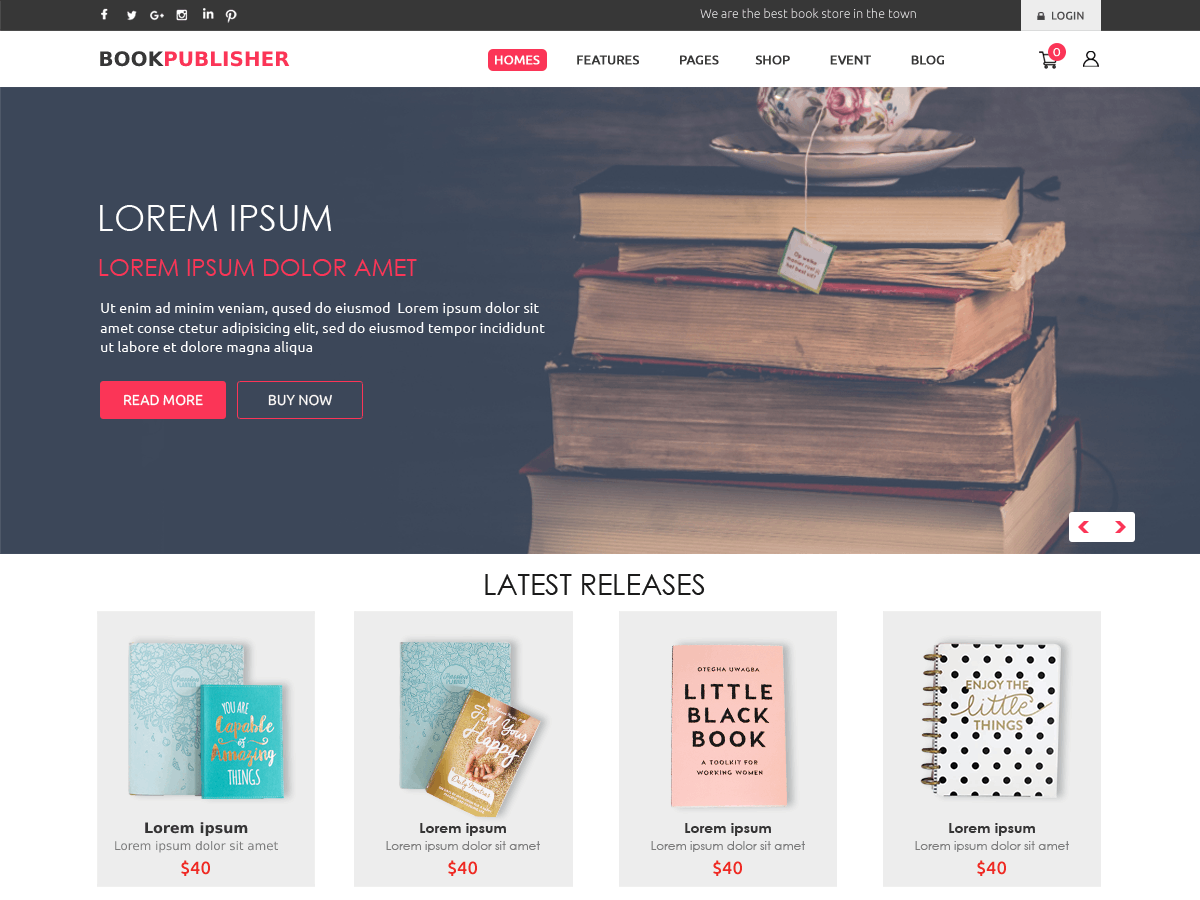 We are the best book store in the town
LOGIN
BOOKPUBLISHER
HOMES
FEATURES
PAGES
SHOP
EVENT
BLOG
0
LOREM IPSUM
LOREM IPSUM DOLOR AMET
Ut enim ad minim veniam, qused do eiusmod Lorem ipsum dolor sit
amet conse ctetur adipisicing elit, sed do eiusmod tempor incididunt
ut labore et dolore magna aliqua
READ MORE
BUY NOW
LATEST RELEASES
YOU ARE
Capable
of
Amazing
THINGS
Lorem ipsum
Lorem ipsum dolor sit amet
$40
Find Your
Happy
Daily Mantras
Lorem ipsum
Lorem ipsum dolor sit amet
$40
OTEGHA UWAGBA
LITTLE
BLACK
BOOK
A TOOLKIT FOR
WORKING WOMEN
Lorem ipsum
Lorem ipsum dolor sit amet
$40
ENJOY THE
little
THINGS
Lorem ipsum
Lorem ipsum dolor sit amet
$40